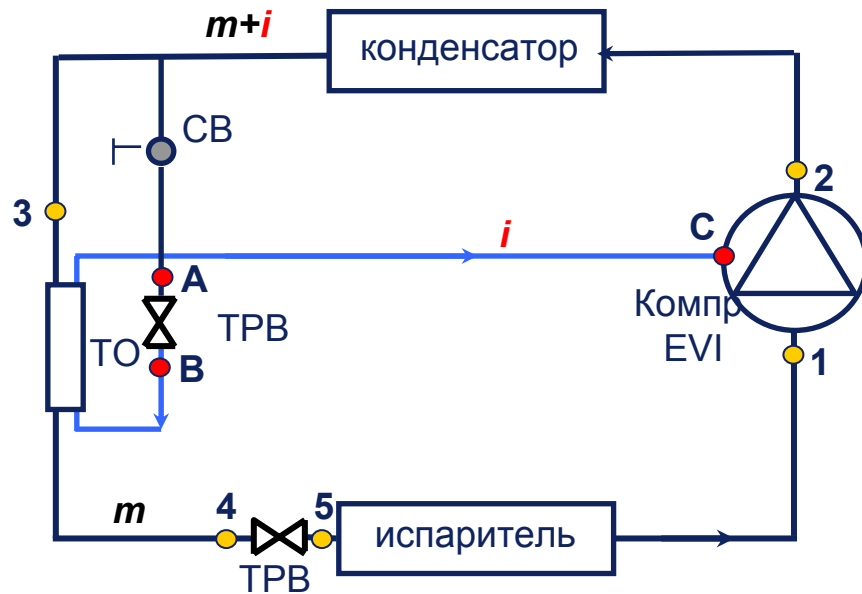 m+i
конденсатор
СВ
2
3
i
C
A
Компр
EVI
ТО
ТРВ
B
1
m
4
5
испаритель
ТРВ